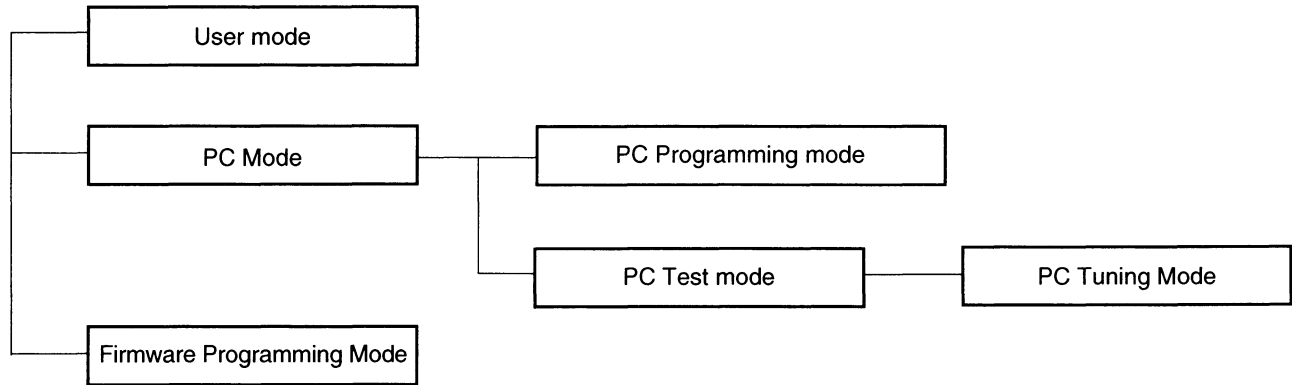 User mode
PC Mode
PC Programming mode
PC Test mode
PC Tuning Mode
Firmware Programming Mode